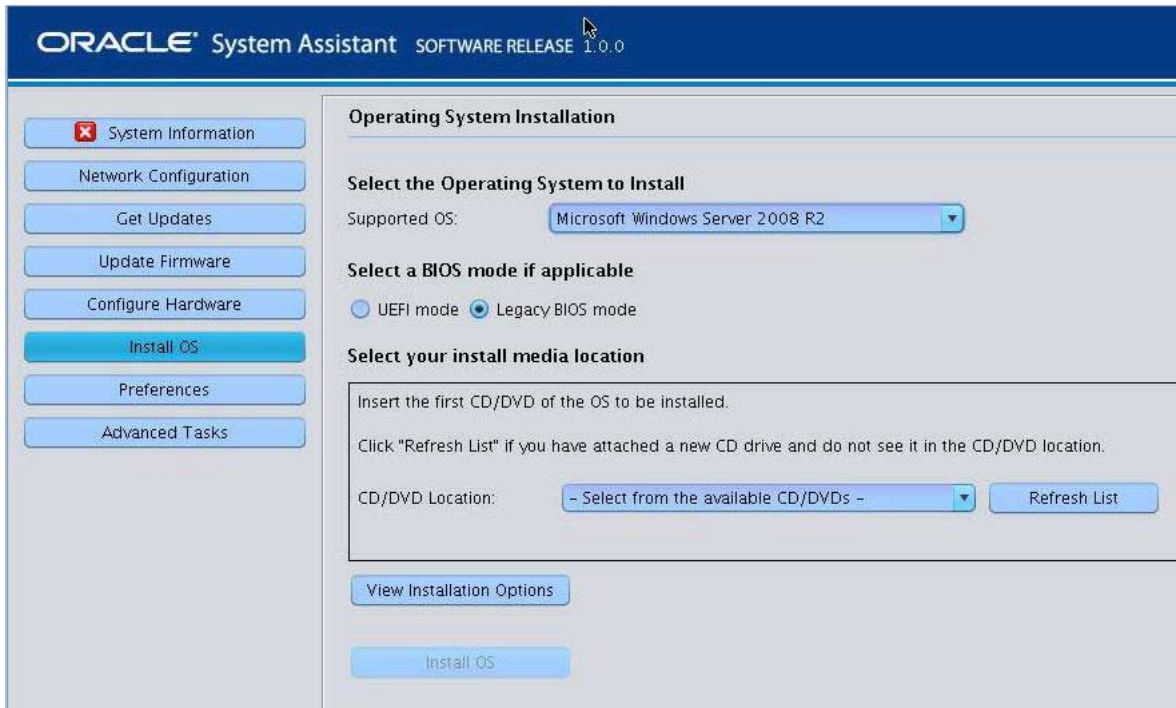 ORACLE® System Assistant SOFTWARE RELEASE 1.0.0
System Information
Network Configuration
Get Updates
Update Firmware
Configure Hardware
Install OS
Preferences
Advanced Tasks
Operating System Installation
Select the Operating System to Install
Supported OS: Microsoft Windows Server 2008 R2
Select a BIOS mode if applicable
UEFI mode Legacy BIOS mode
Select your install media location
Insert the first CD/DVD of the OS to be installed.
Click "Refresh List" if you have attached a new CD drive and do not see it in the CD/DVD location.
CD/DVD Location: – Select from the available CD/DVDs – Refresh List
View Installation Options
Install OS